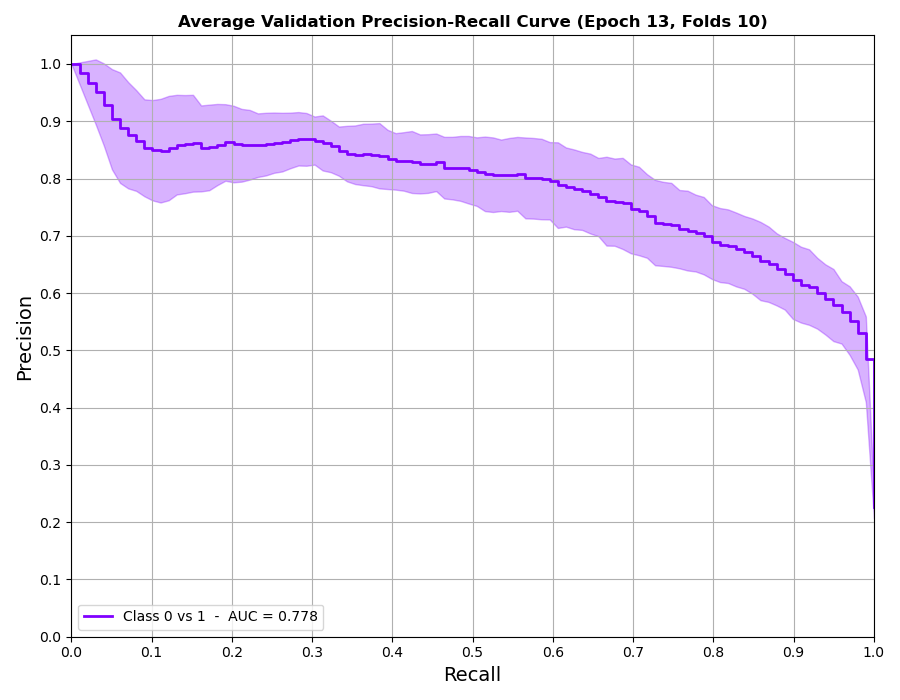 Average Validation Precision-Recall Curve (Epoch 13, Folds 10)
Precision
1.0
0.9
0.8
0.7
0.6
0.5
0.4
0.3
0.2
0.1
0.0
Class 0 vs 1  -  AUC = 0.778
0.0 0.1 0.2 0.3 0.4 0.5 0.6 0.7 0.8 0.9 1.0
Recall